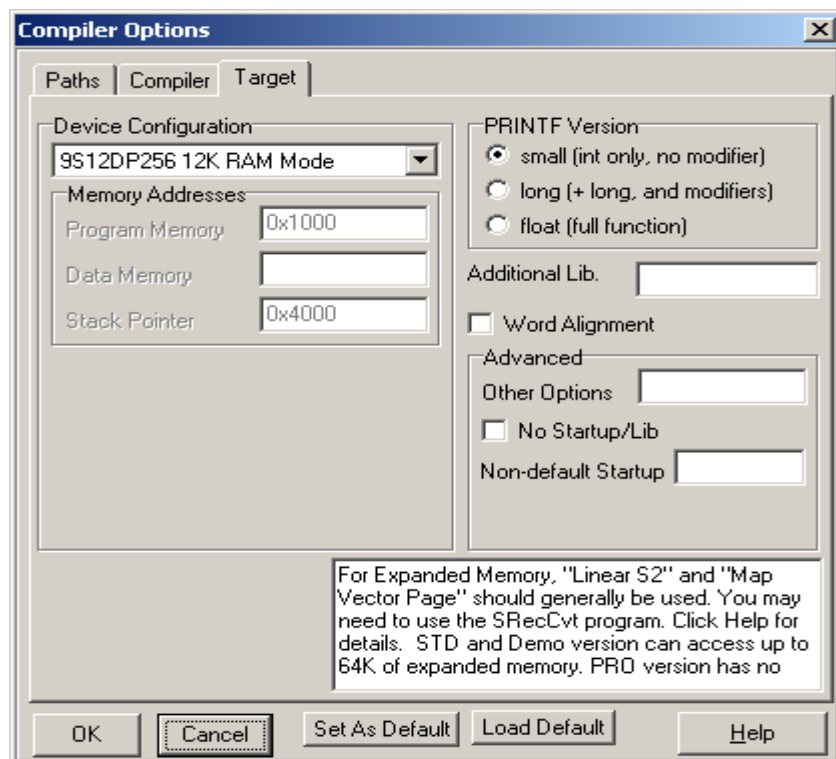 Compiler Options
Paths
Compiler
Target
Device Configuration
9S12DP256 12K RAM Mode
Memory Addresses
Program Memory
0x1000
Data Memory
Stack Pointer
0x4000
PRINTF Version
small (int only, no modifier)
long (+ long, and modifiers)
float (full function)
Additional Lib.
Word Alignment
Advanced
Other Options
No Startup/Lib
Non-default Startup
For Expanded Memory, "Linear S2" and "Map
Vector Page" should generally be used. You may
need to use the SRecCvt program. Click Help for
details.  STD and Demo version can access up to
64K of expanded memory. PRO version has no
OK
Cancel
Set As Default
Load Default
Help